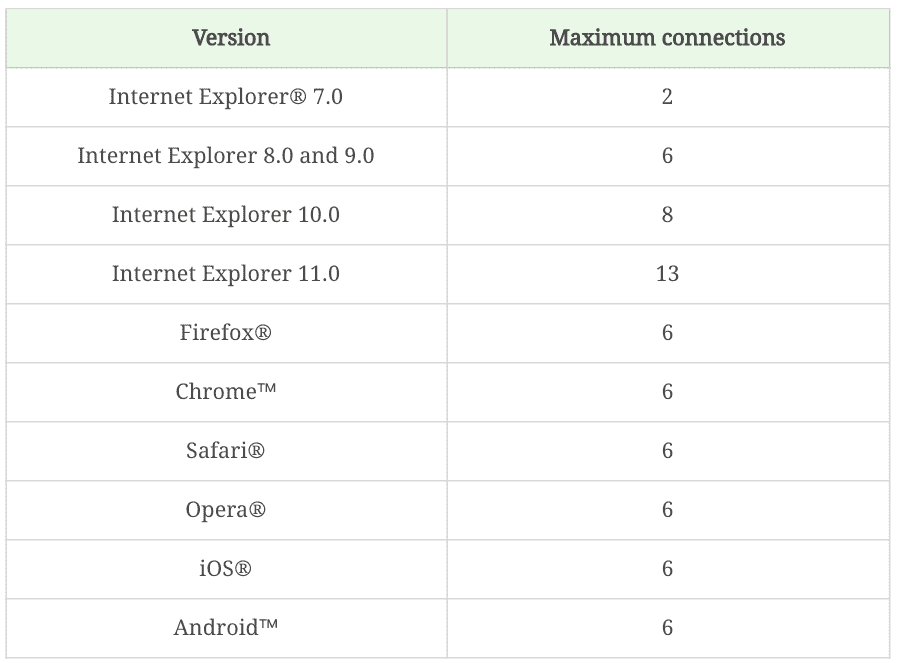 Version Maximum connections
Internet Explorer® 7.0 2
Internet Explorer 8.0 and 9.0 6
Internet Explorer 10.0 8
Internet Explorer 11.0 13
Firefox® 6
Chrome™ 6
Safari® 6
Opera® 6
iOS® 6
Android™ 6